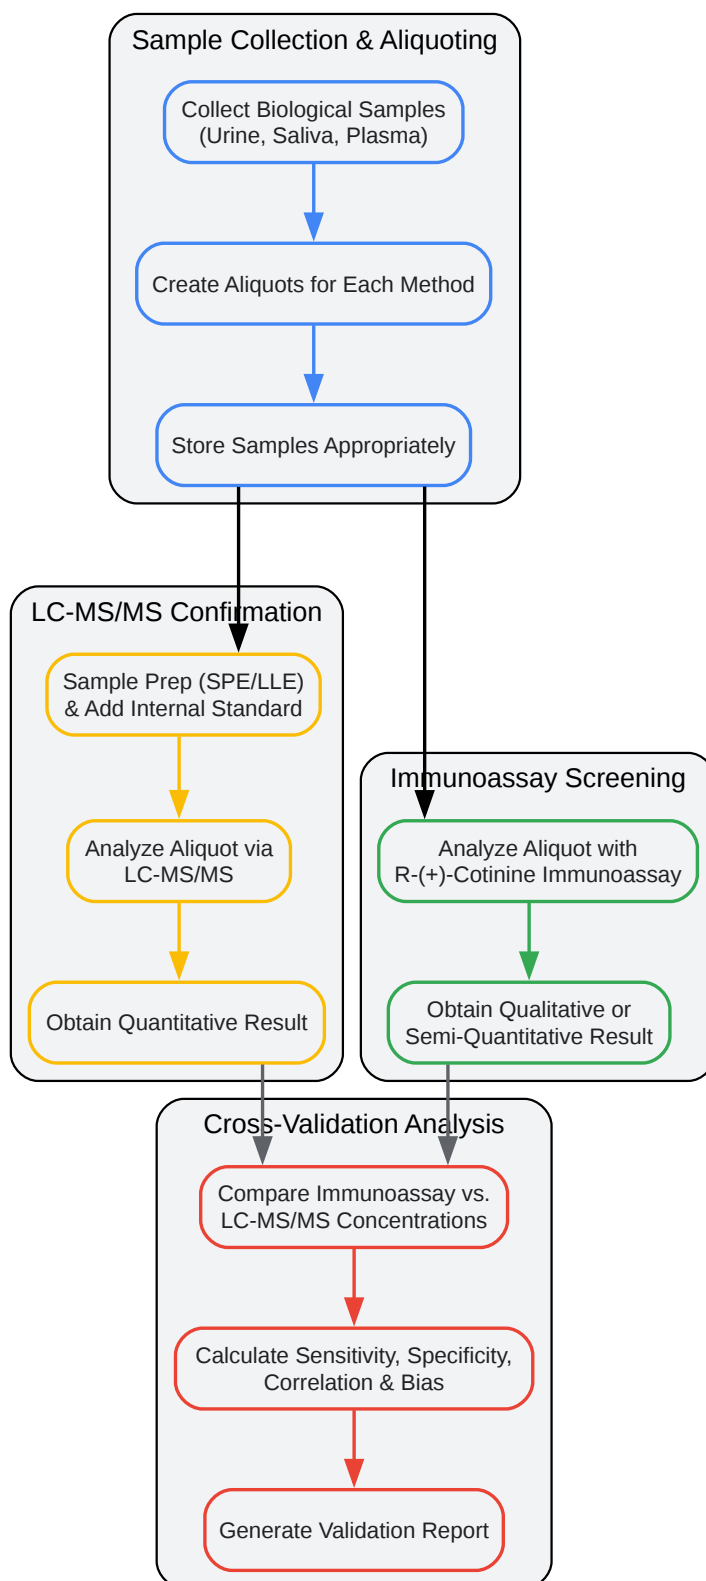 Sample Collection & Aliquoting
Collect Biological Samples
(Urine, Saliva, Plasma)
Create Aliquots for Each Method
Store Samples Appropriately
LC-MS/MS Confirmation
Sample Prep (SPE/LLE)
& Add Internal Standard
Analyze Aliquot via
LC-MS/MS
Obtain Quantitative Result
Immunoassay Screening
Analyze Aliquot with
R-(+)-Cotinine Immunoassay
Obtain Qualitative or
Semi-Quantitative Result
Cross-Validation Analysis
Compare Immunoassay vs.
LC-MS/MS Concentrations
Calculate Sensitivity, Specificity,
Correlation & Bias
Generate Validation Report